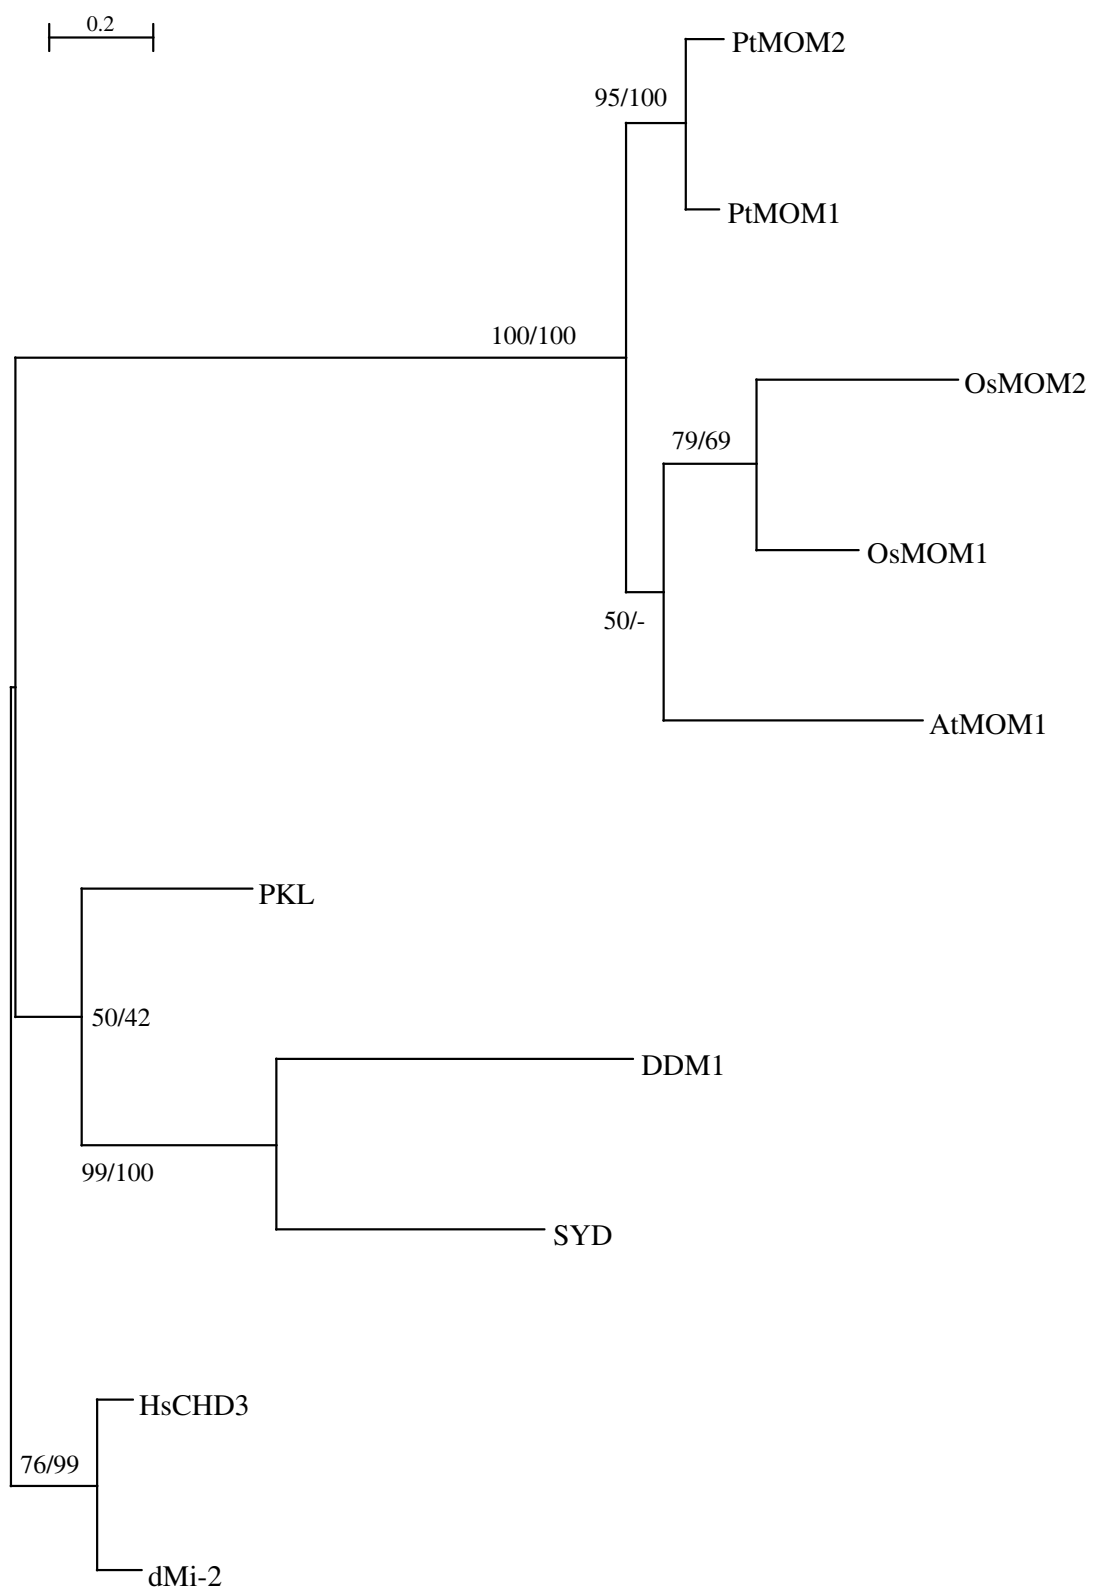 0.2
PtMOM2
95/100
PtMOM1
100/100
OsMOM2
79/69
OsMOM1
50/-
AtMOM1
PKL
50/42
DDM1
99/100
SYD
HsCHD3
76/99
dMi-2